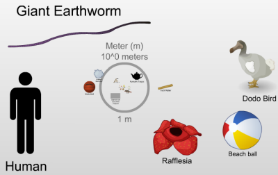 Giant Earthworm
Meter (m)
10^0 meters
1 m
Dodo Bird
Human
Rafflesia
Beach ball